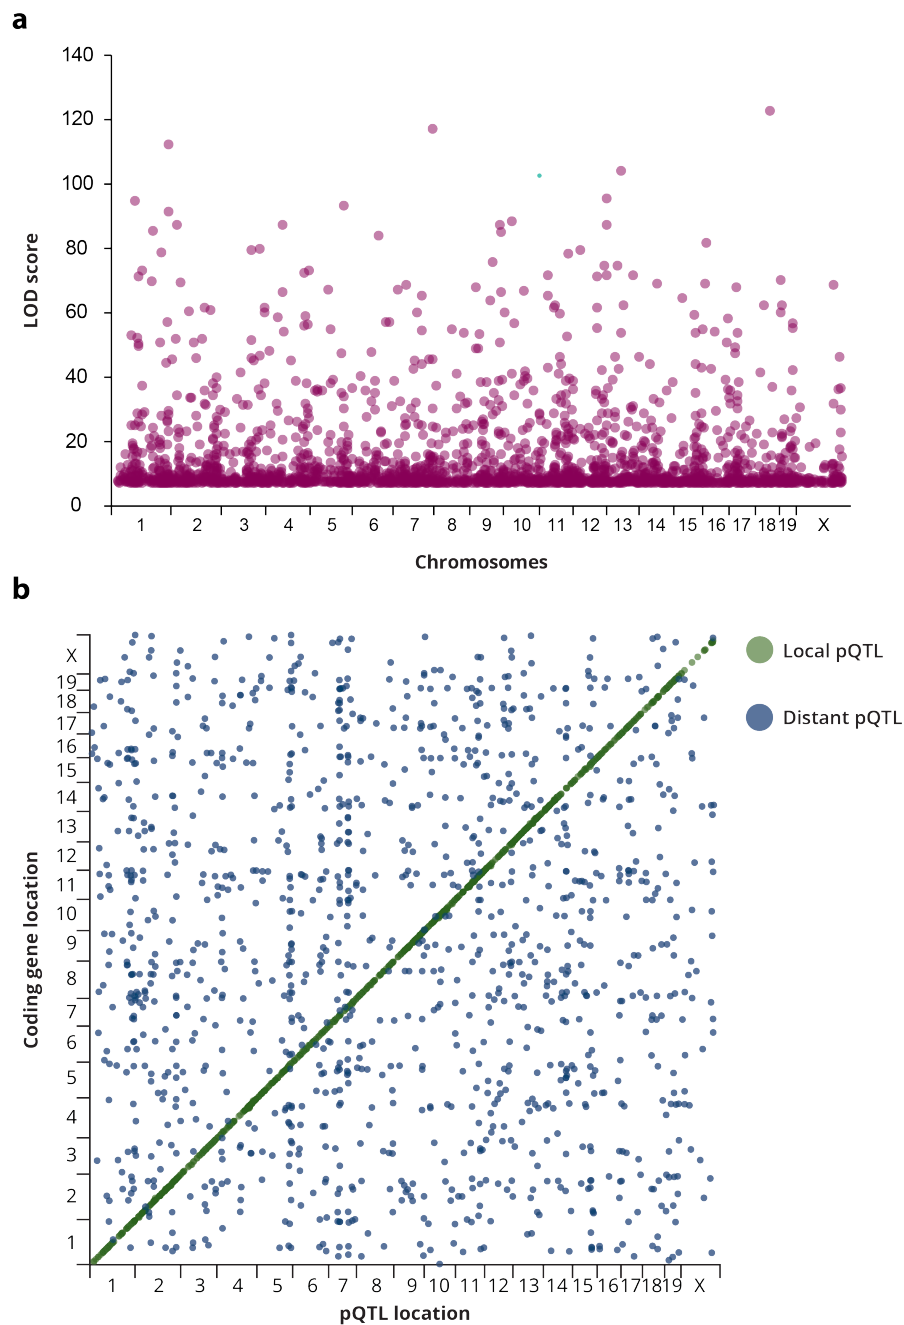 a
140
120
100
80
60
40
20
0
LOD score
1 2 3 4 5 6 7 8 9 10 11 12 13 14 15 16 17 18 19 X
Chromosomes
b
X
19
18
17
16
15
14
13
12
11
10
9
8
7
6
5
4
3
2
1
Coding gene location
1 2 3 4 5 6 7 8 9 10 11 12 13 14 15 16 17 18 19 X
pQTL location
Local pQTL
Distant pQTL